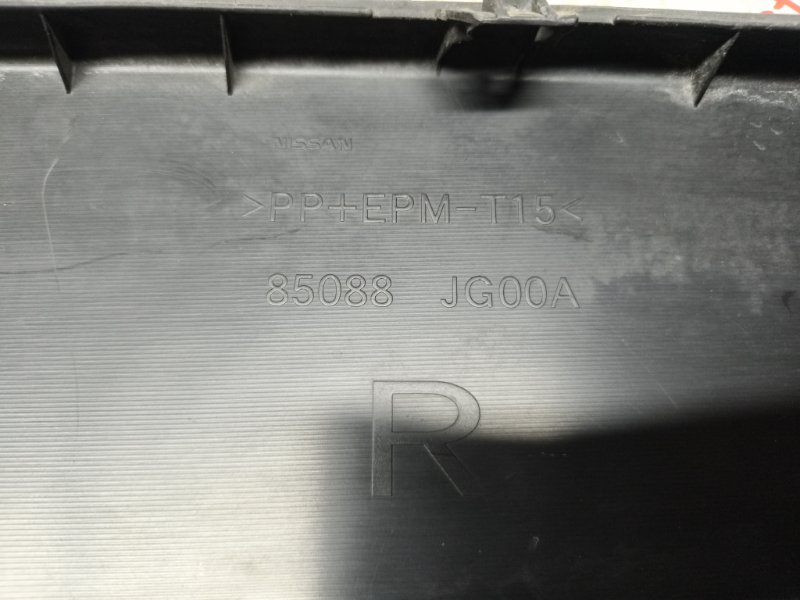 NISSAN
>PP+EPM-T15<
85088 JG00A
R